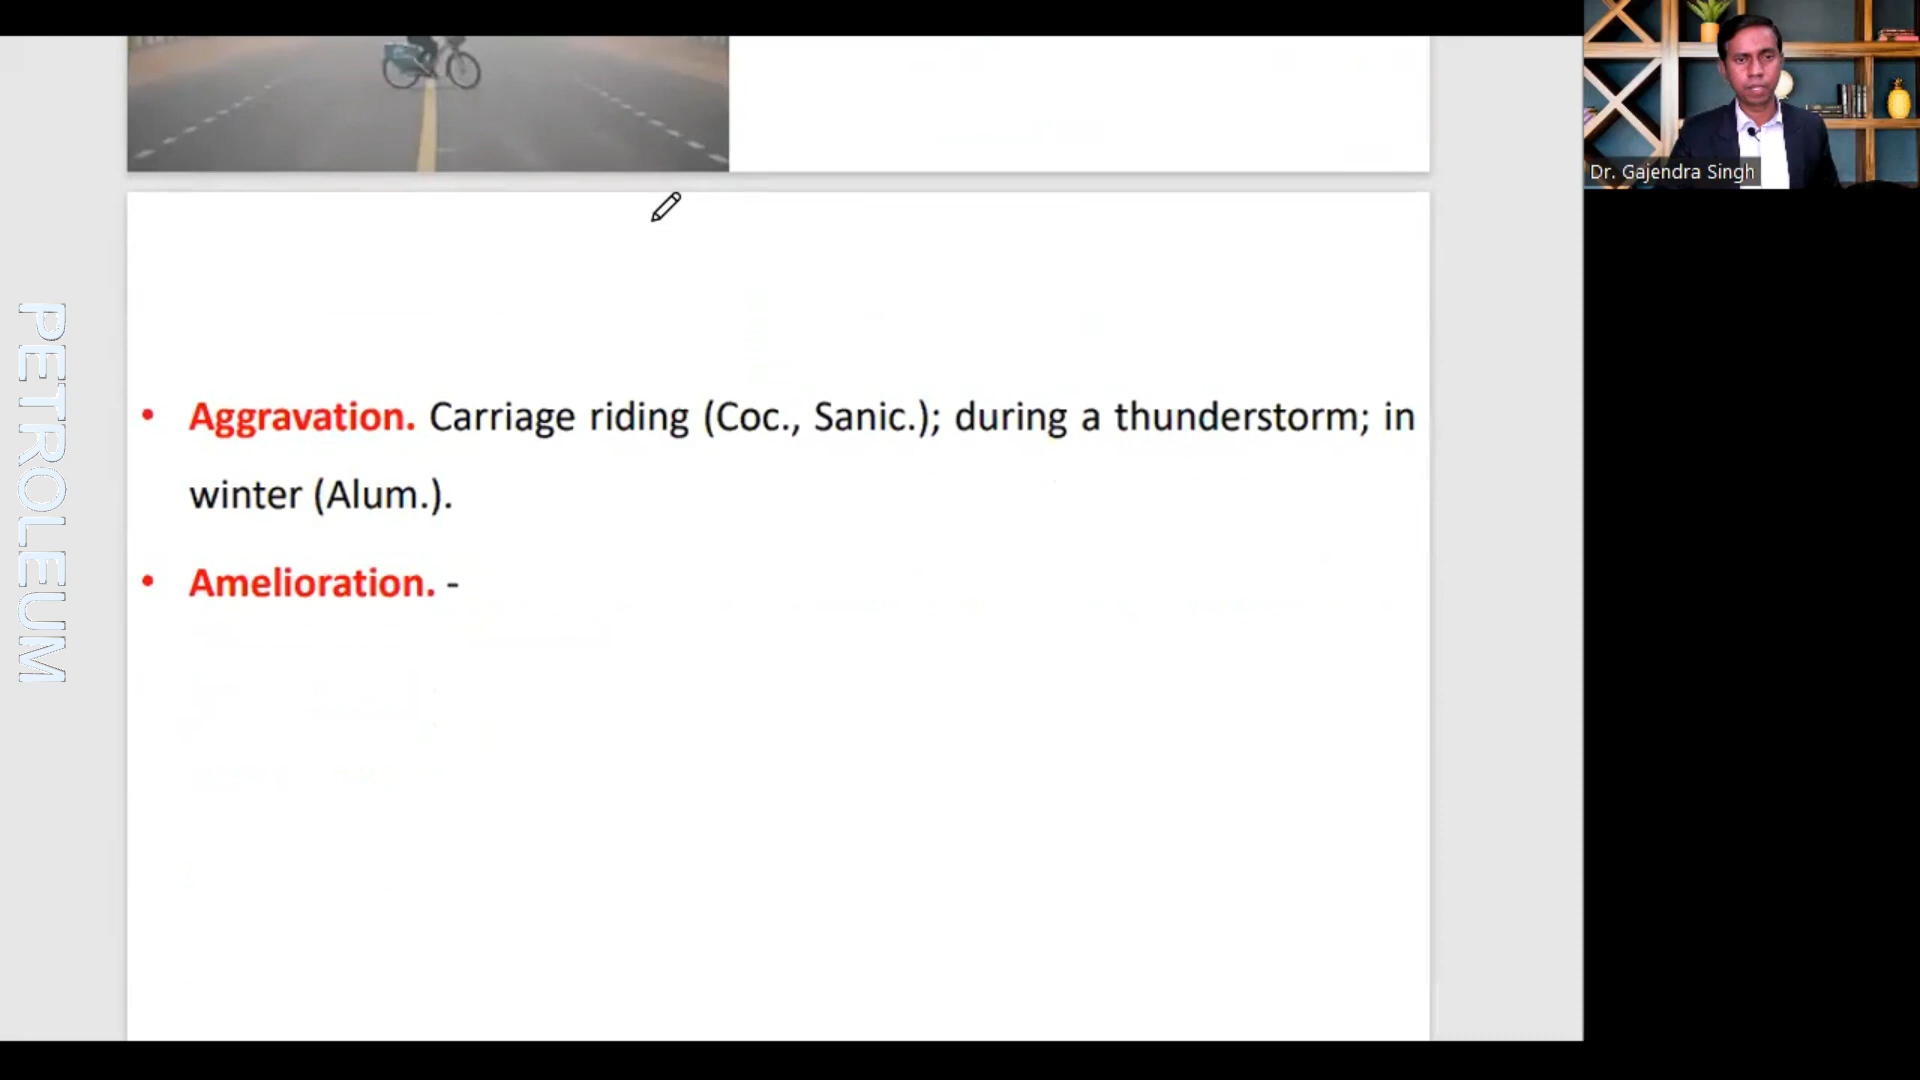 Dr. Gajendra Singh
PETROLEUM
• Aggravation. Carriage riding (Coc., Sanic.); during a thunderstorm; in
winter (Alum.).
• Amelioration. -